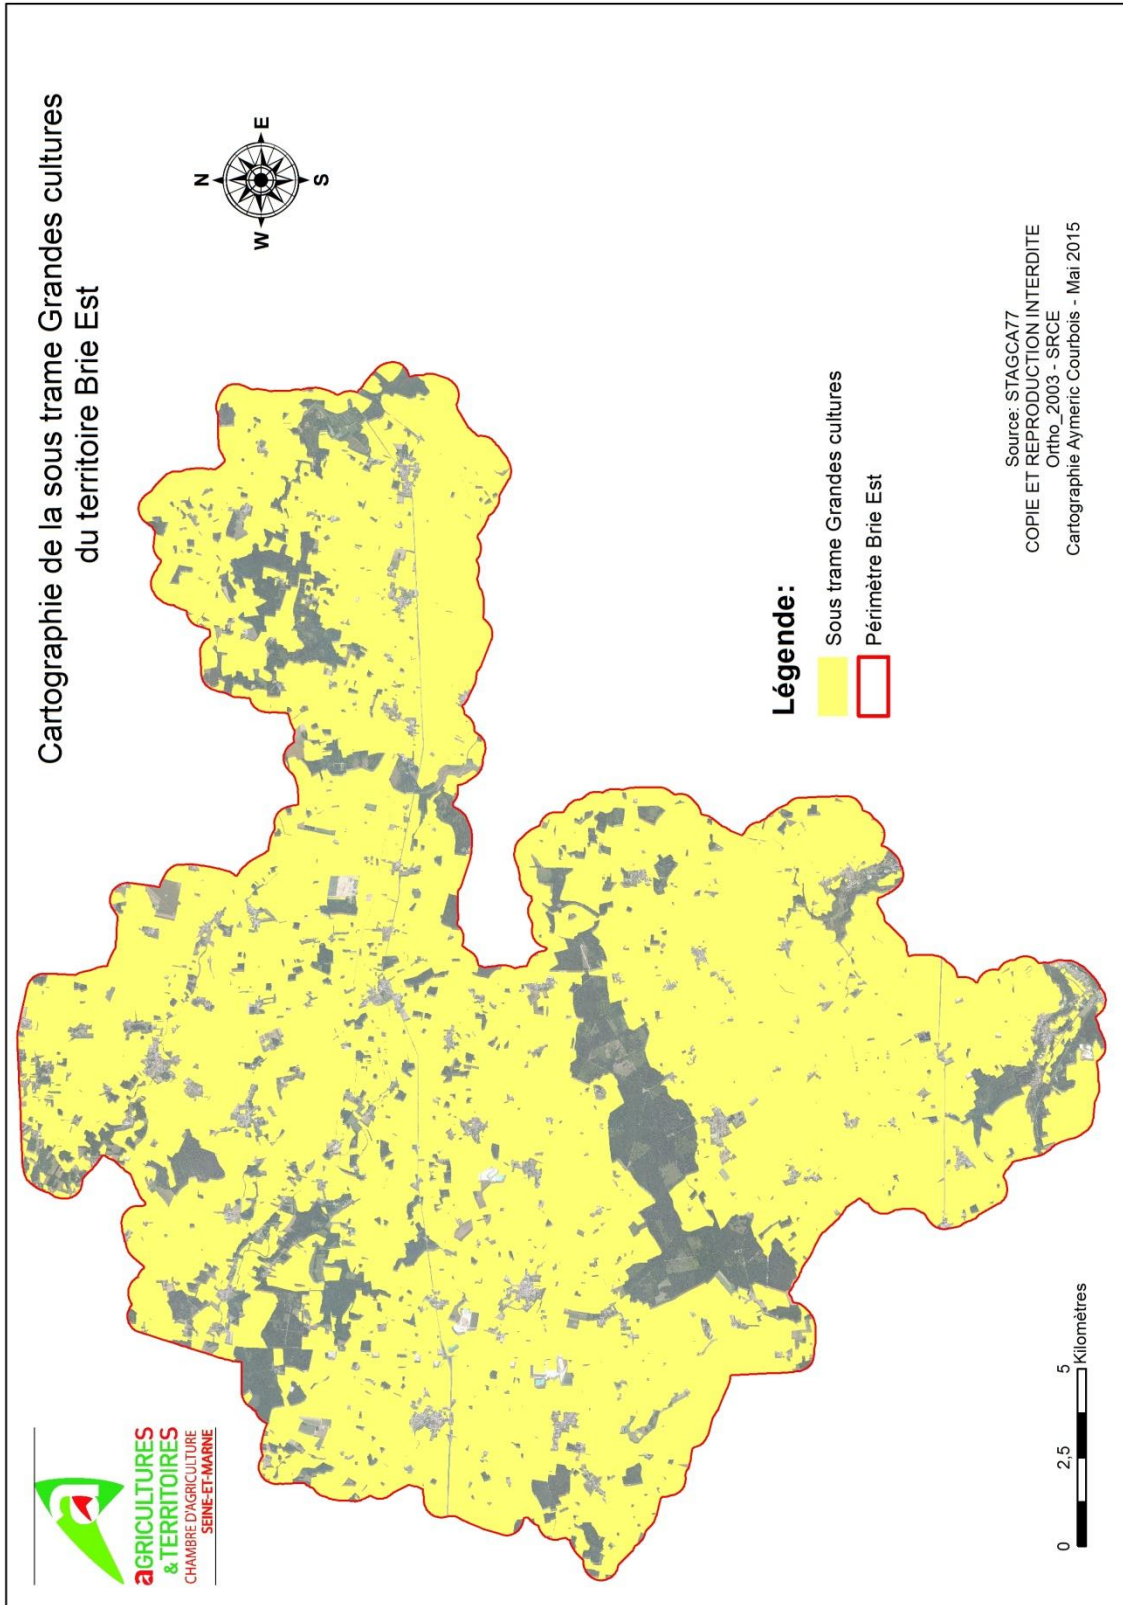 Cartographie de la sous trame Grandes cultures
du territoire Brie Est
N
W
E
S
aGRICULTURES
& TERRITOIRES
CHAMBRE D'AGRICULTURE
SEINE-ET-MARNE
Légende:
Sous trame Grandes cultures
Périmètre Brie Est
0 2,5 5
Kilomètres
Source: STAGCA77
COPIE ET REPRODUCTION INTERDITE
Ortho_2003 - SRCE
Cartographie Aymeric Courbois - Mai 2015